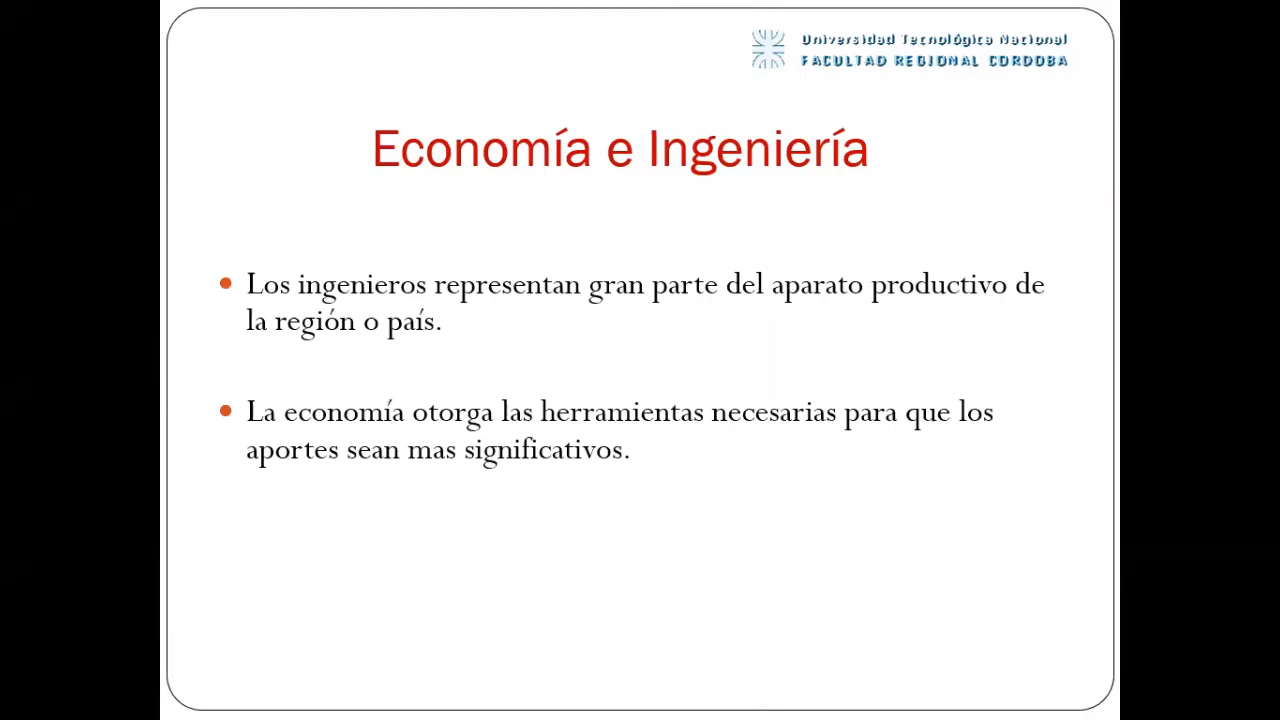 Universidad Tecnológica Nacional
FACULTAD REGIONAL CORDOBA
Economía e Ingeniería
Los ingenieros representan gran parte del aparato productivo de
la región o país.
La economía otorga las herramientas necesarias para que los
aportes sean mas significativos.